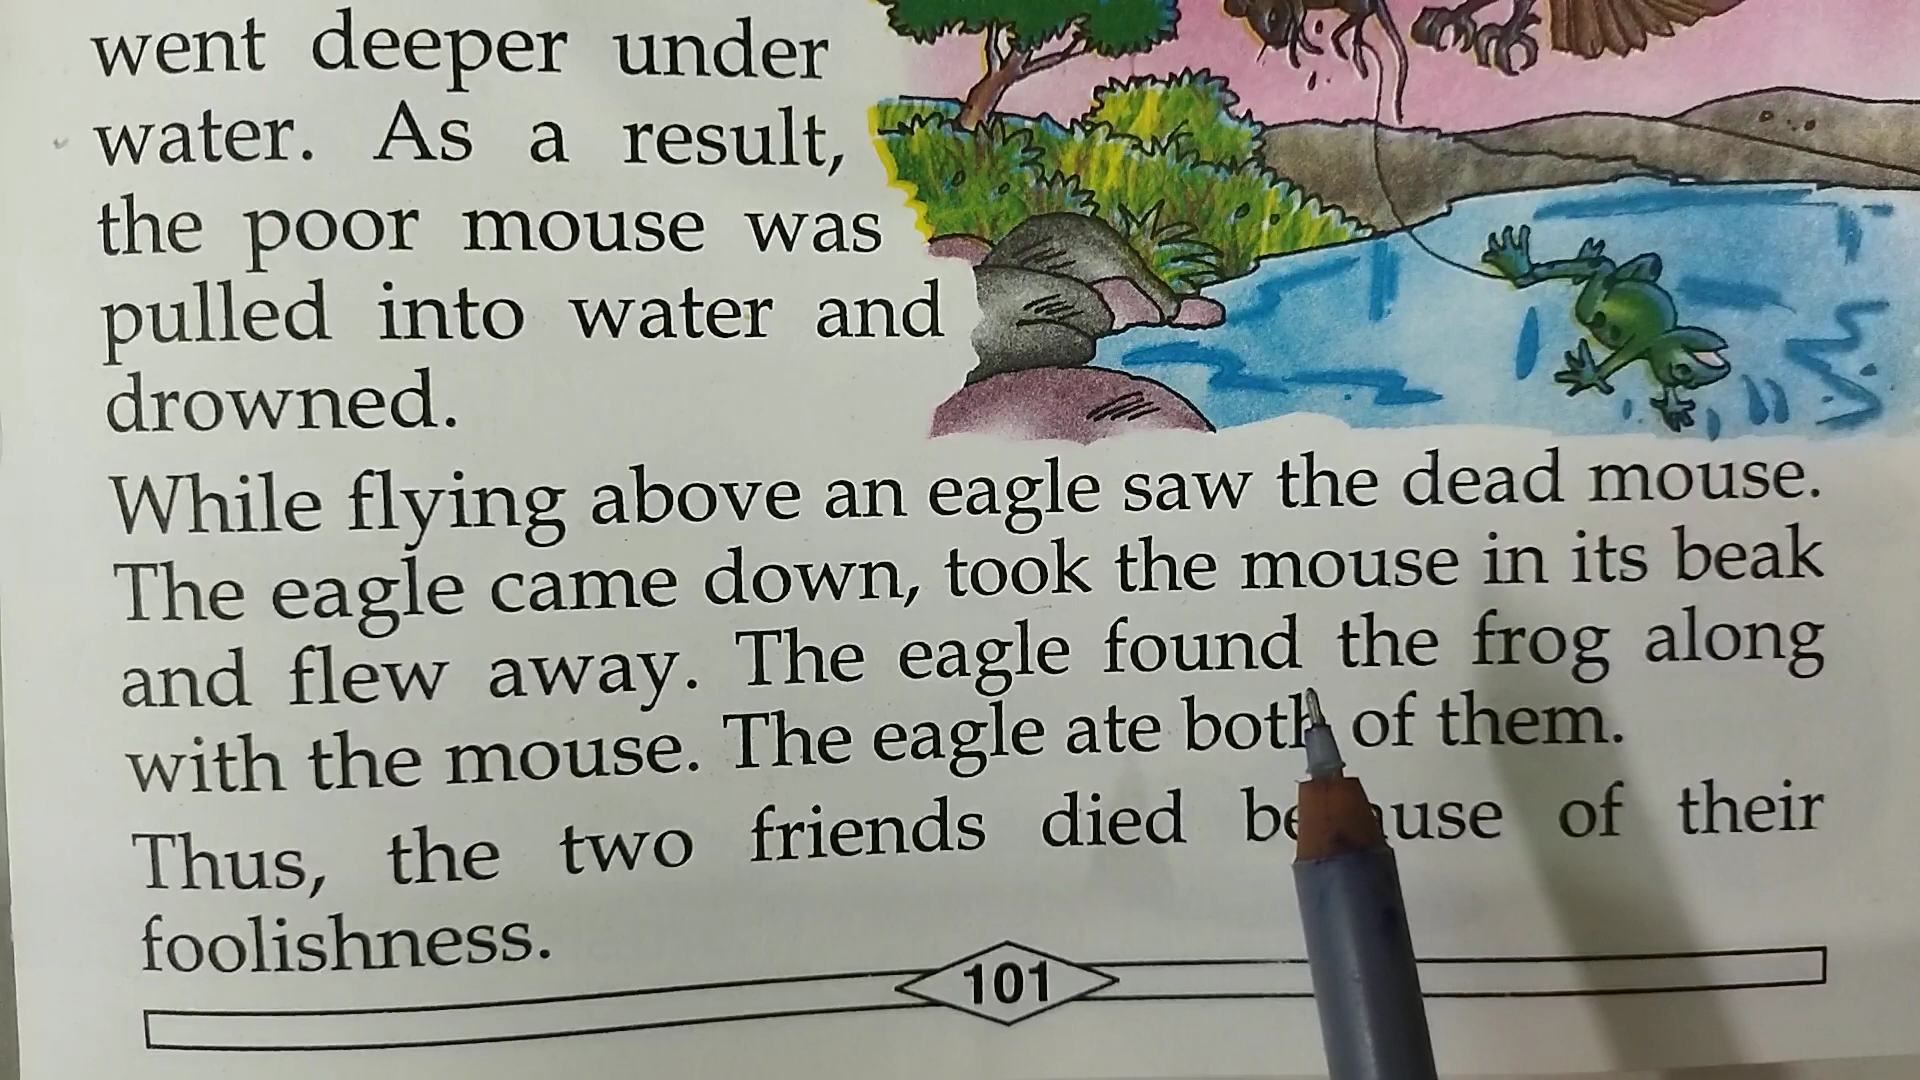 went deeper under
water. As a result,
the poor mouse was
pulled into water and
drowned.
While flying above an eagle saw the dead mouse.
The eagle came down, took the mouse in its beak
and flew away. The eagle found the frog along
with the mouse. The eagle ate both of them.
Thus, the two friends died because of their
foolishness.
101